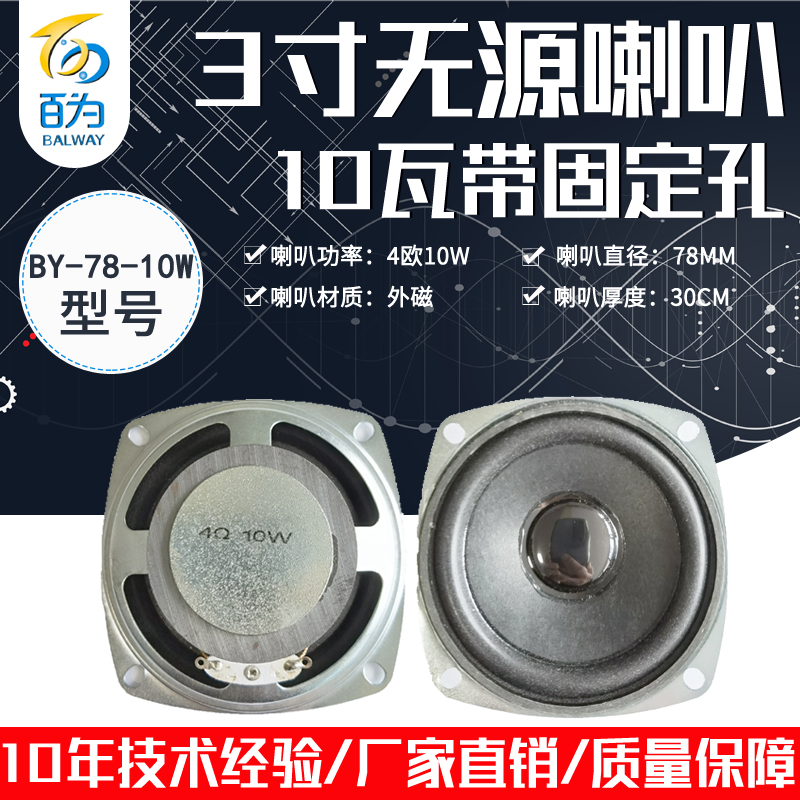 百为
BALWAY
3寸无源喇叭
10瓦带固定孔
BY-78-10W
型号
喇叭功率：4欧10W
喇叭直径：78MM
喇叭材质：外磁
喇叭厚度：30CM
4Ω 10W
10年技术经验/厂家直销/质量保障